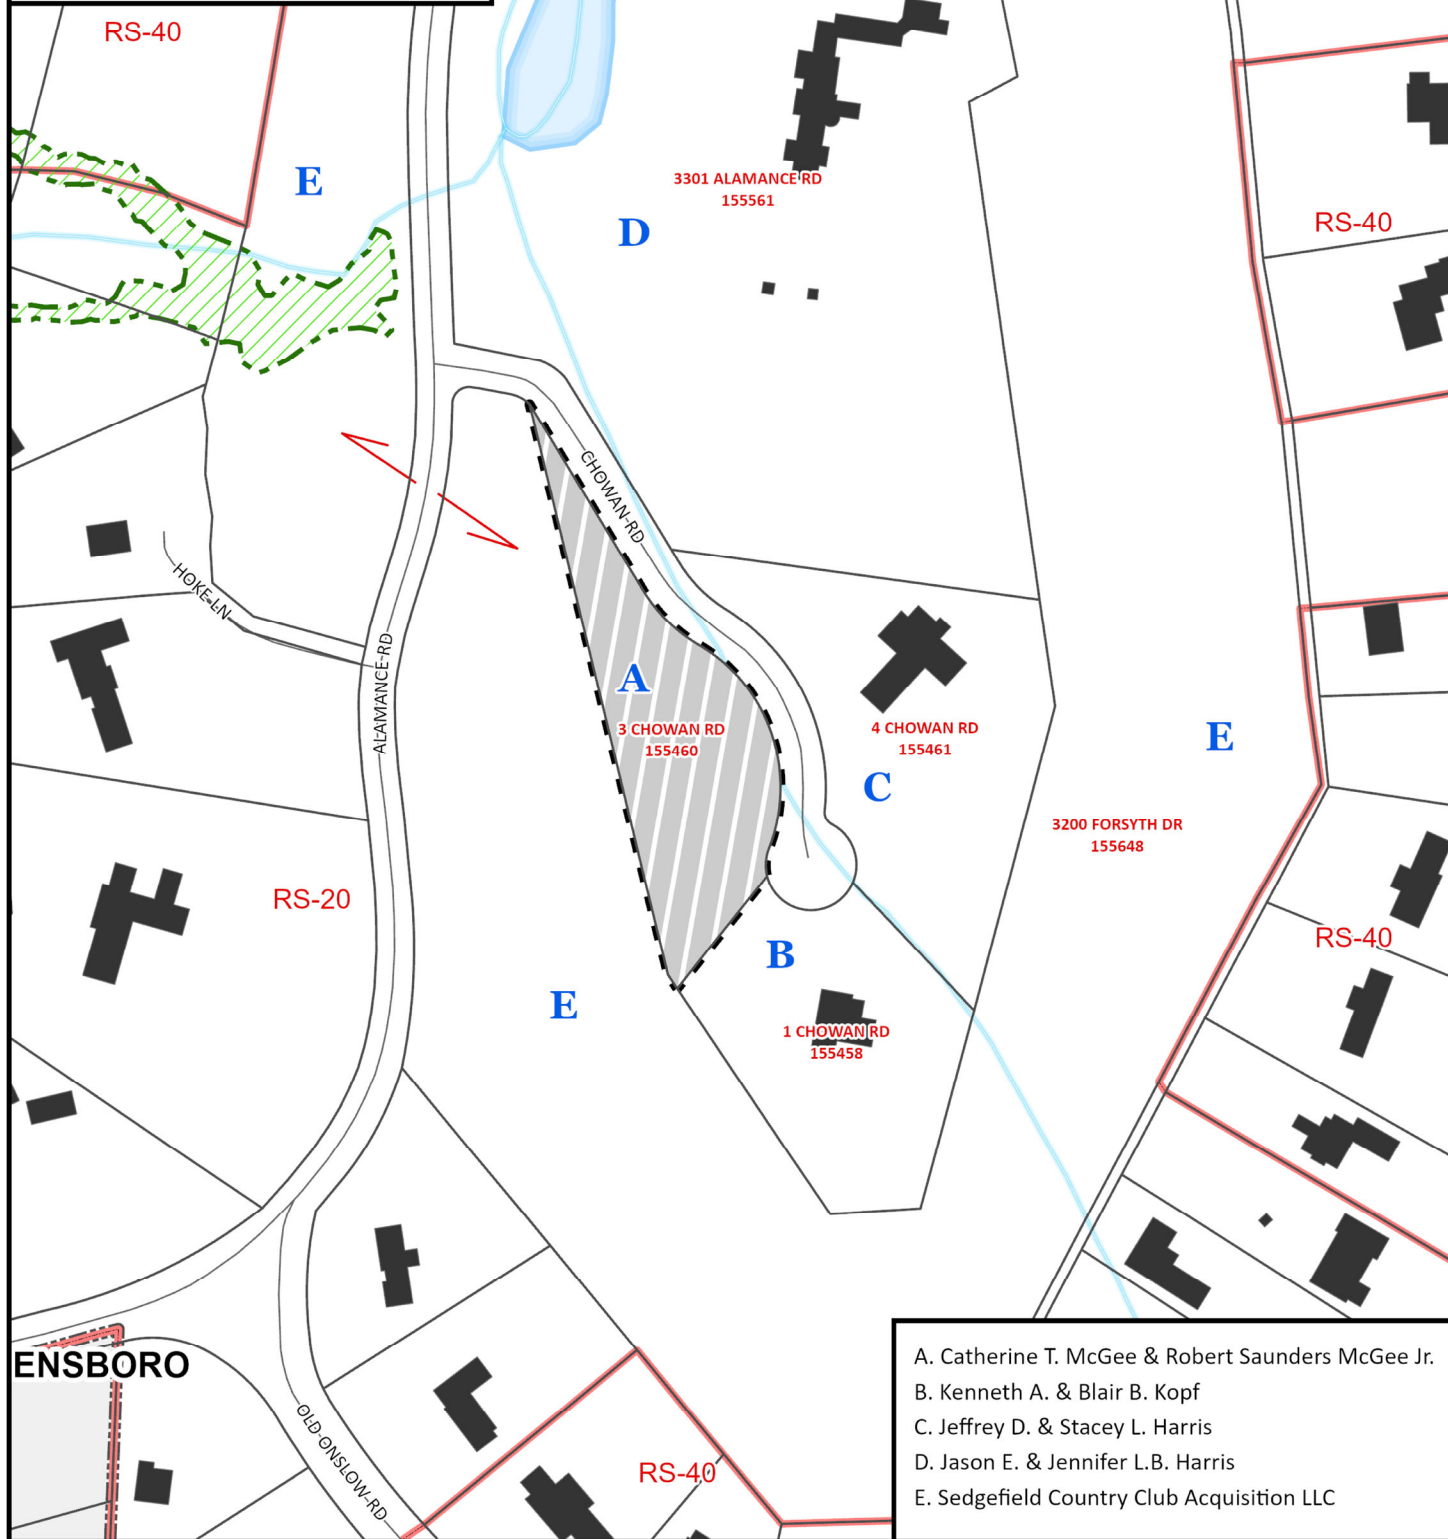 RS-40
E
3301 ALAMANCE RD
155561
D
RS-40
CHOWAN RD
HOKE LN
ALAMANCE RD
A
3 CHOWAN RD
155460
4 CHOWAN RD
155461
C
E
3200 FORSYTH DR
155648
RS-20
RS-40
B
E
1 CHOWAN RD
155458
ENSBORO
OLD ONSLOW RD
RS-40
A. Catherine T. McGee & Robert Saunders McGee Jr.
B. Kenneth A. & Blair B. Kopf
C. Jeffrey D. & Stacey L. Harris
D. Jason E. & Jennifer L.B. Harris
E. Sedgefield Country Club Acquisition LLC